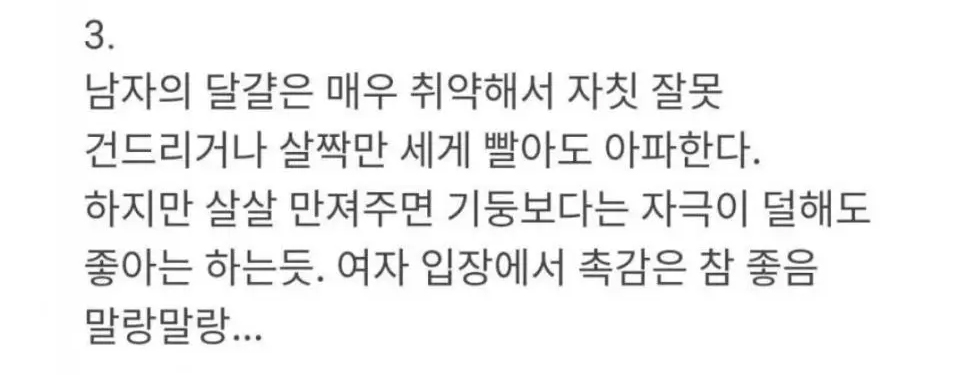 3.
남자의 달걀은 매우 취약해서 자칫 잘못
건드리거나 살짝만 세게 빨아도 아파한다.
하지만 살살 만져주면 기둥보다는 자극이 덜해도
좋아는 하는듯. 여자 입장에서 촉감은 참 좋음
말랑말랑...